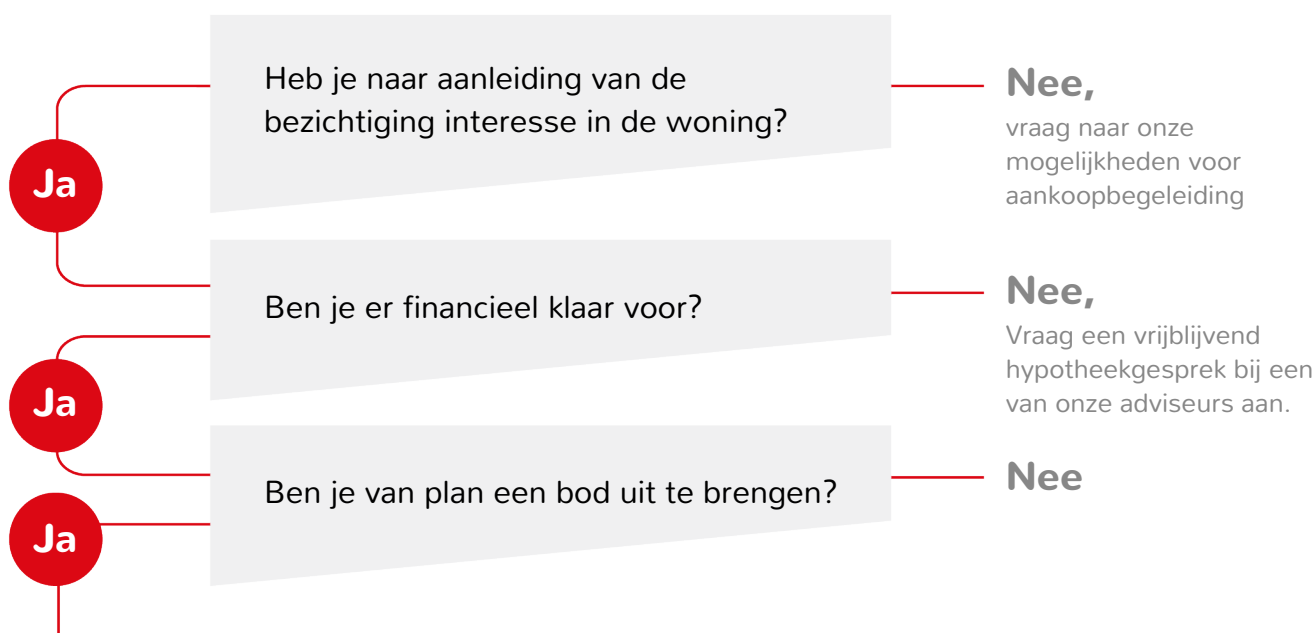 Heb je naar aanleiding van de
bezichtiging interesse in de woning?
Nee,
vraag naar onze
mogelijkheden voor
aankoopbegeleiding
Ja
Ben je er financieel klaar voor?
Nee,
Vraag een vrijblijvend
hypotheekgesprek bij een
van onze adviseurs aan.
Ja
Ben je van plan een bod uit te brengen?
Nee
Ja